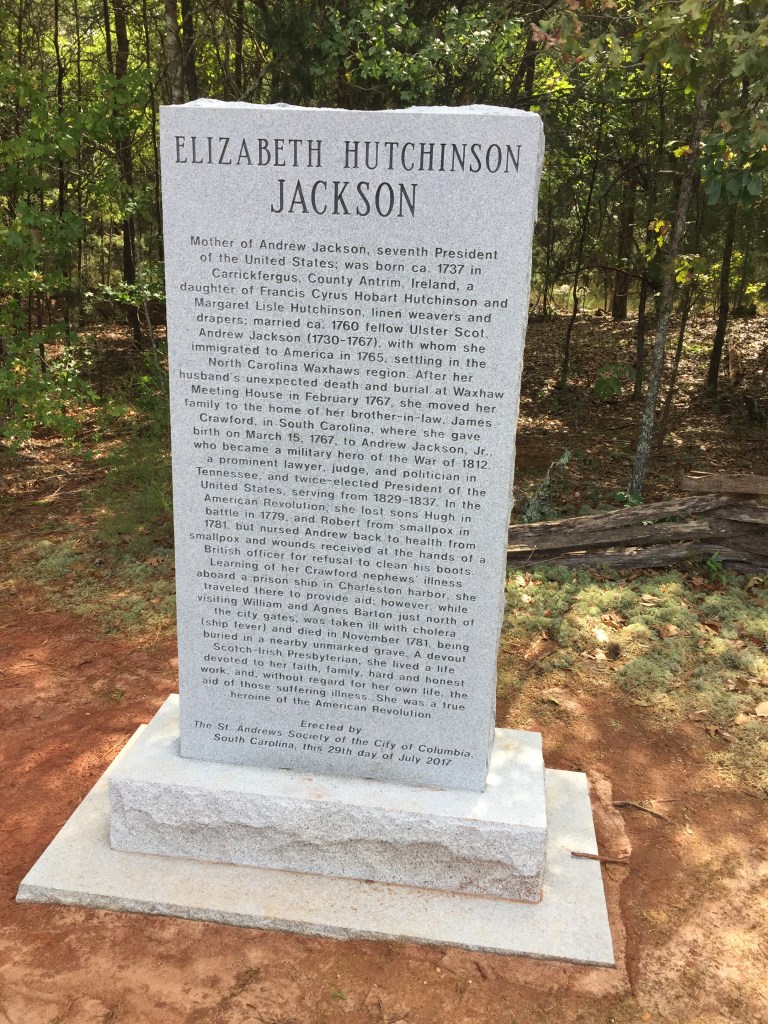 ELIZABETH HUTCHINSON
JACKSON
Mother of Andrew Jackson, seventh President
of the United States; was born ca. 1737 in
Carrickfergus, County Antrim, Ireland, a
daughter of Francis Cyrus Hobart Hutchinson and
Margaret Lisle Hutchinson, linen weavers and
drapers; married ca. 1760 fellow Ulster Scot,
Andrew Jackson (1730-1767), with whom she
immigrated to America in 1765, settling in the
North Carolina Waxhaws region. After her
husband's unexpected death and burial at Waxhaw
Meeting House in February 1767, she moved her
family to the home of her brother-in-law, James
Crawford, in South Carolina, where she gave
birth on March 15, 1767, to Andrew Jackson, Jr.,
who became a military hero of the War of 1812,
a prominent lawyer, judge, and politician in
Tennessee, and twice-elected President of the
United States, serving from 1829-1837. In the
American Revolution, she lost sons Hugh in
battle in 1779, and Robert from smallpox in
1781, but nursed Andrew back to health from
smallpox and wounds received at the hands of a
British officer for refusal to clean his boots.
Learning of her Crawford nephews' illness
aboard a prison ship in Charleston harbor, she
traveled there to provide aid; however, while
visiting William and Agnes Barton just north of
the city gates, was taken ill with cholera
(ship fever) and died in November 1781, being
buried in a nearby unmarked grave. A devout
Scotch-Irish Presbyterian, she lived a life
devoted to her faith, family, hard and honest
work, and, without regard for her own life, the
aid of those suffering illness. She was a true
heroine of the American Revolution.
Erected by
The St. Andrews Society of the City of Columbia,
South Carolina, this 29th day of July 2017